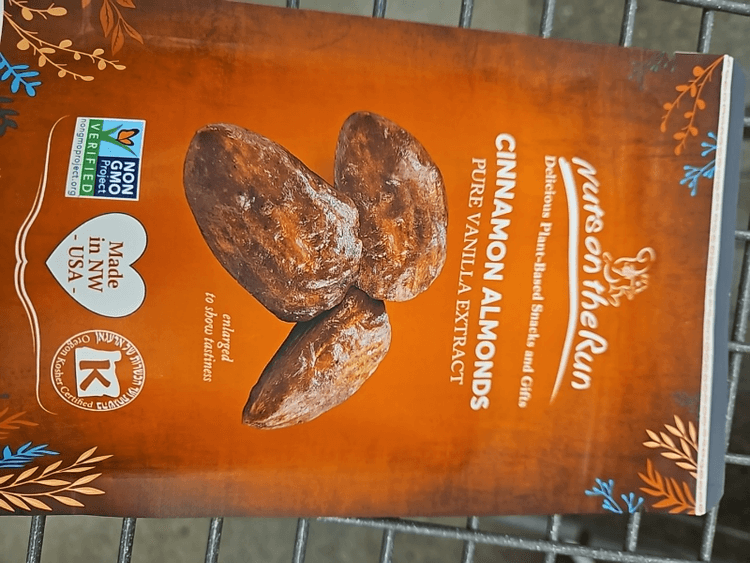 Nuts on the Run
Delicious Plant-Based Snacks and Gifts
CINNAMON ALMONDS
PURE VANILLA EXTRACT
enlarged
to show tastiness
NON
GMO
Project
VERIFIED
nongmoproject.org
Made
in NW
- USA -
K
Oregon Kosher Certified